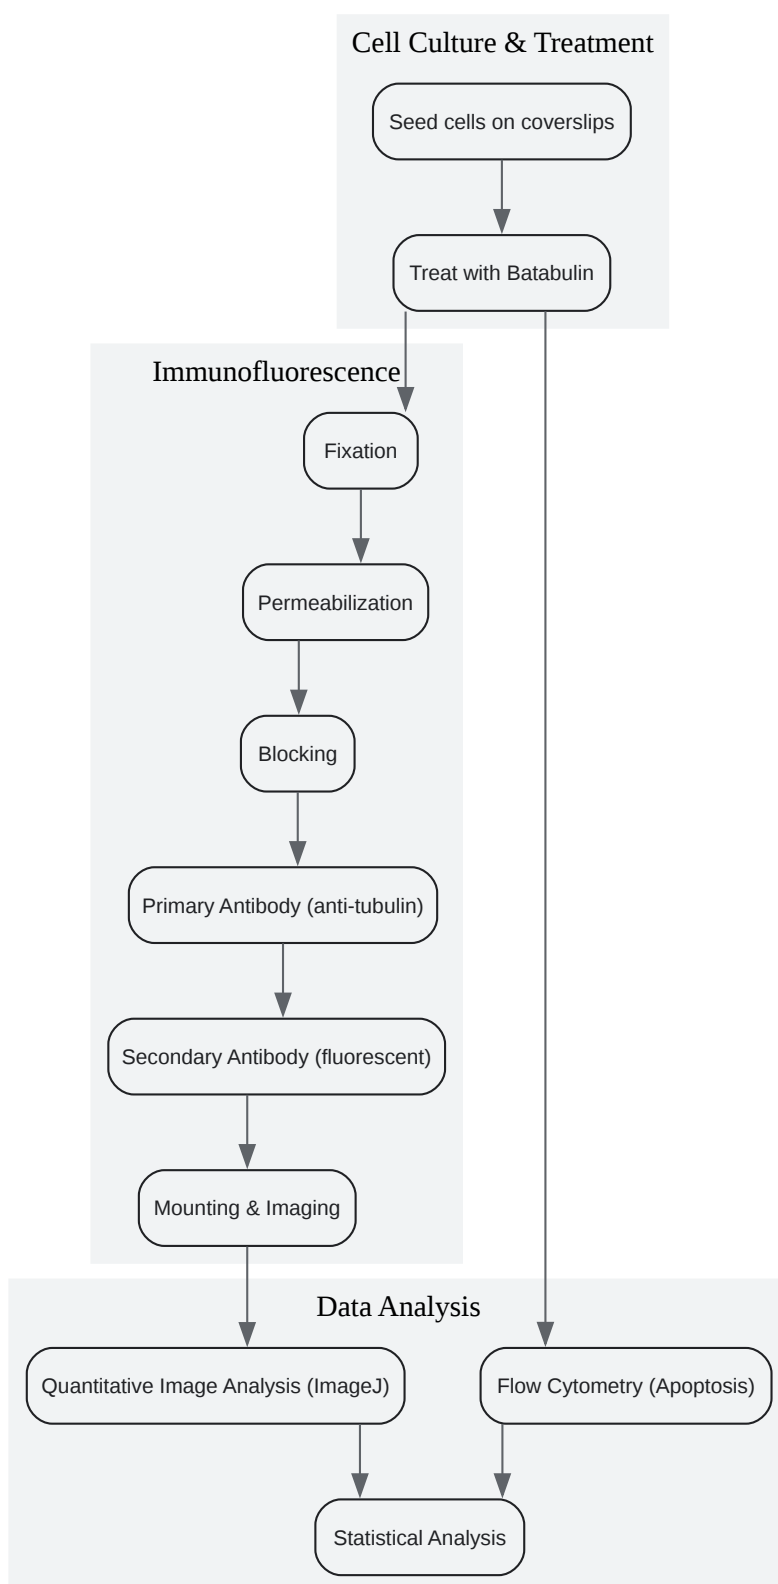 Cell Culture & Treatment
Seed cells on coverslips
Treat with Batabulin
Immunofluorescence
Fixation
Permeabilization
Blocking
Primary Antibody (anti-tubulin)
Secondary Antibody (fluorescent)
Mounting & Imaging
Data Analysis
Quantitative Image Analysis (ImageJ)
Flow Cytometry (Apoptosis)
Statistical Analysis